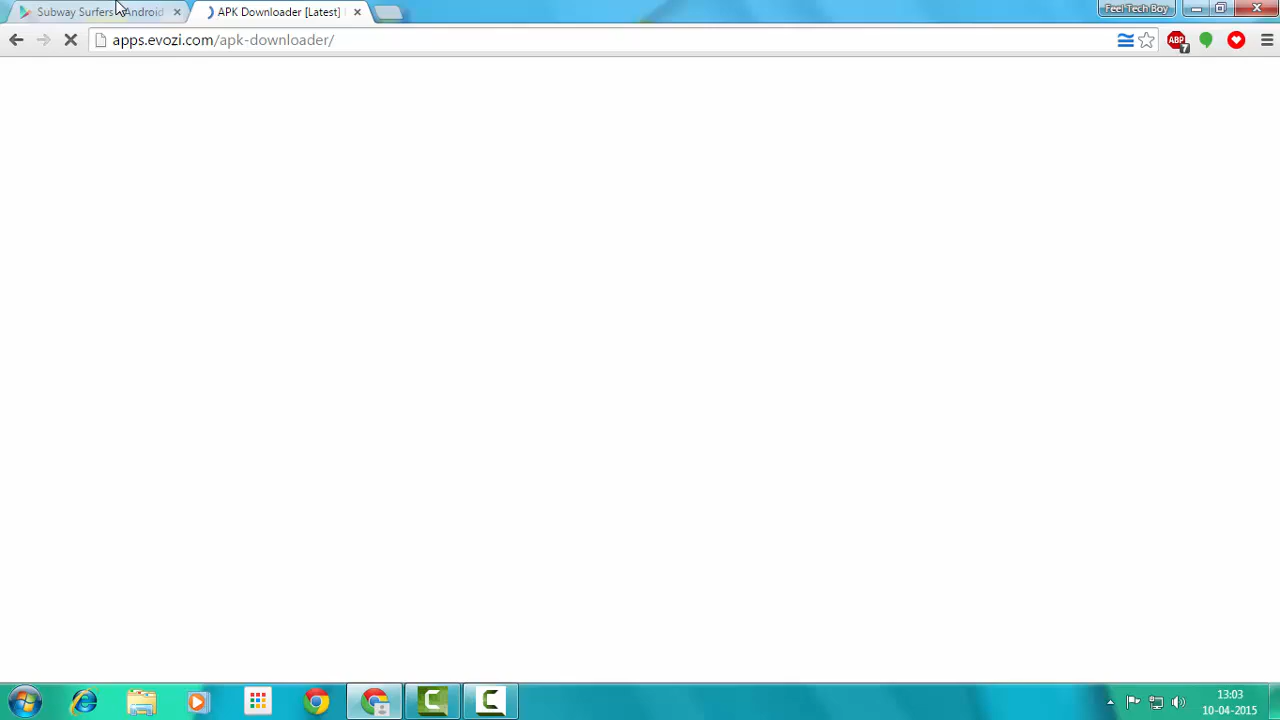 Subway Surfers - Android
APK Downloader [Latest]
Feel Tech Boy
apps.evozi.com/apk-downloader/
ABP
7
13:03
10-04-2015